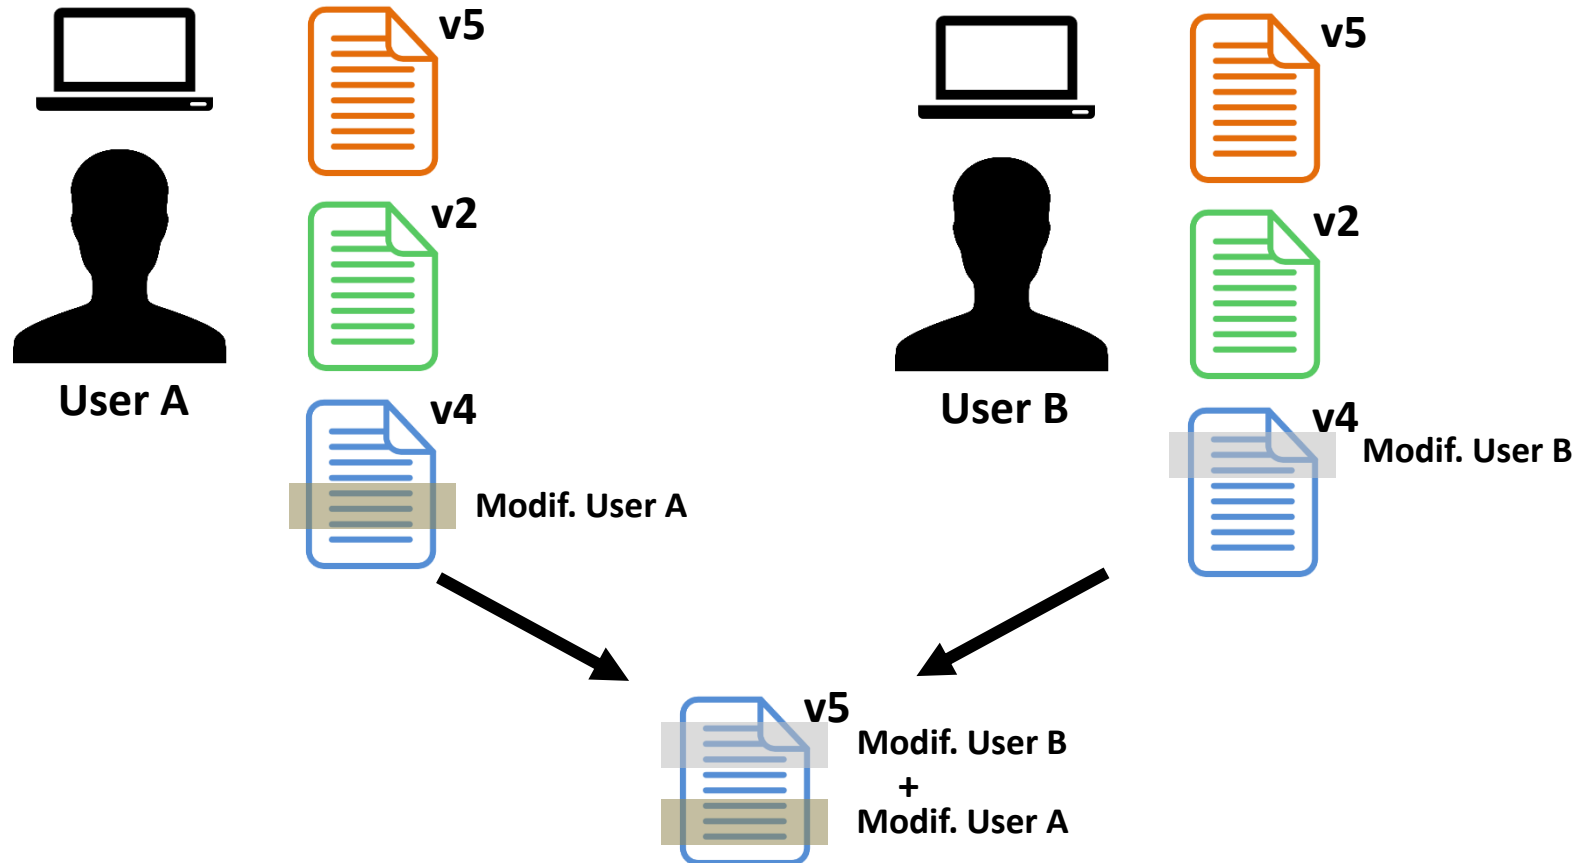 v5
v5
v2
v2
User A
User B
v4
v4
Modif. User B
Modif. User A
v5
Modif. User B
+
Modif. User A